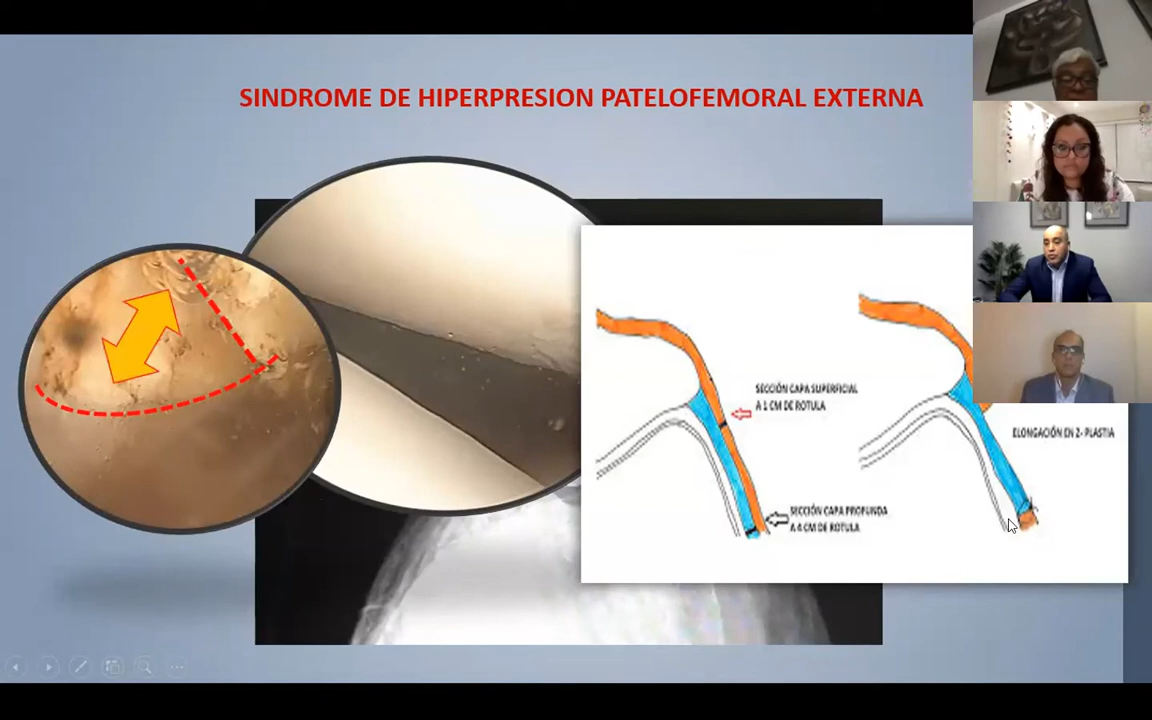 SINDROME DE HIPERPRESION PATELOFEMORAL EXTERNA
SECCIÓN CAPA SUPERFICIAL
A 1 CM DE ROTULA
SECCIÓN CAPA PROFUNDA
A 4 CM DE ROTULA
ELONGACIÓN EN Z- PLASTIA